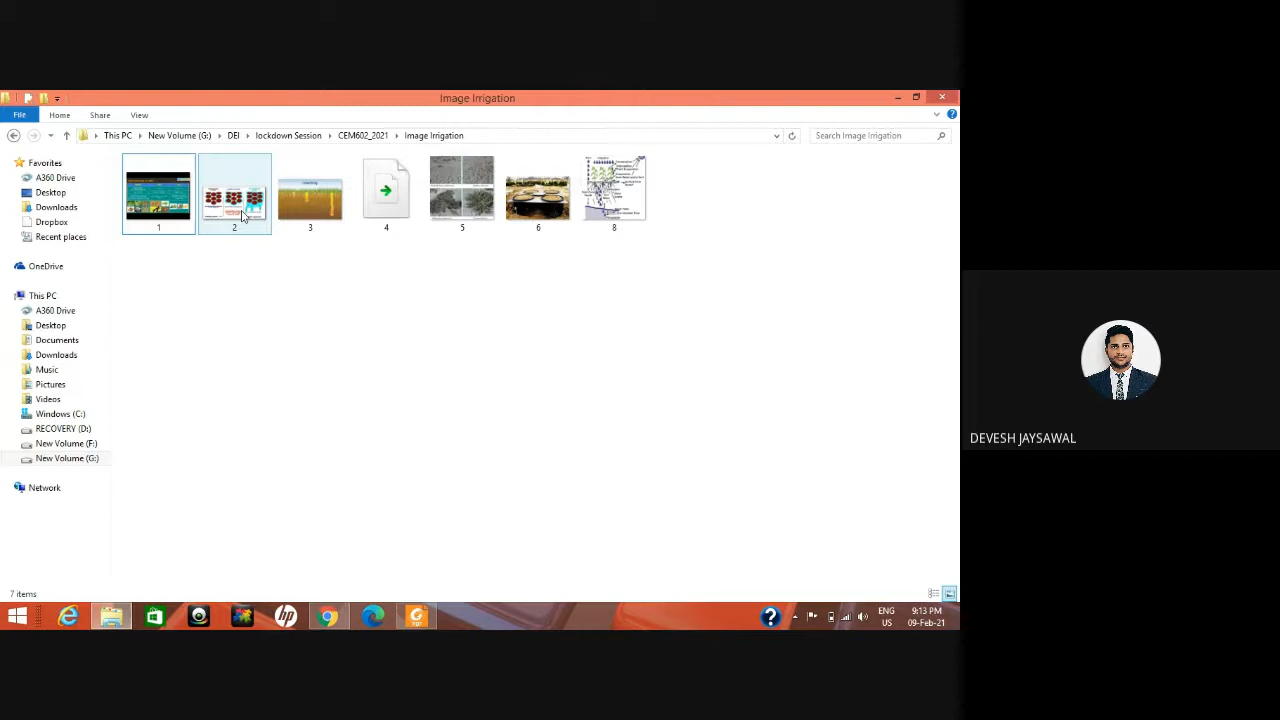 Image Irrigation
File
Home
Share
View
This PC
New Volume (G:)
DEI
lockdown Session
CEM602_2021
Image Irrigation
Search Image Irrigation
Favorites
A360 Drive
Desktop
Downloads
Dropbox
Recent places
OneDrive
This PC
A360 Drive
Desktop
Documents
Downloads
Music
Pictures
Videos
Windows (C:)
RECOVERY (D:)
New Volume (F:)
New Volume (G:)
Network
1
2
3
4
5
6
8
DEVESH JAYSAWAL
7 items
hp
ENG
US
9:13 PM
09-Feb-21